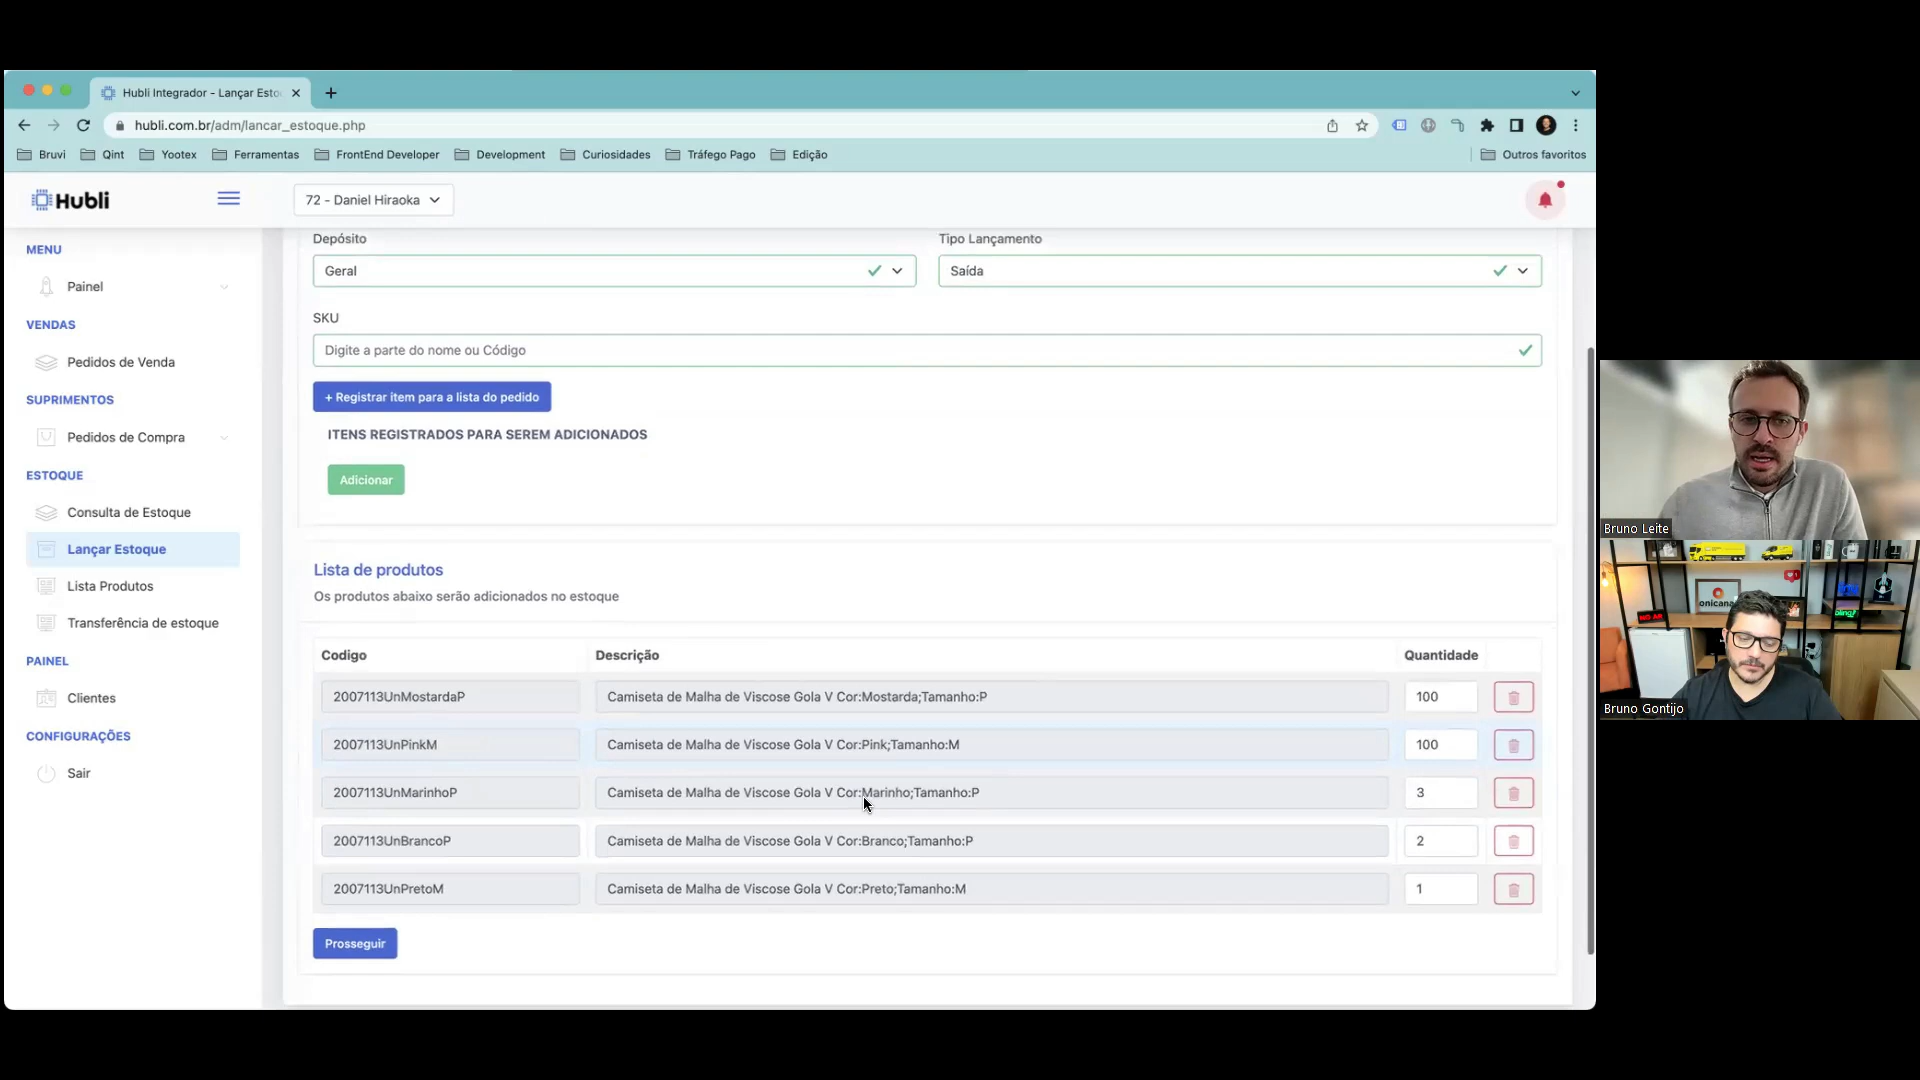 Hubli Integrador - Lançar Esto
hubli.com.br/adm/lancar_estoque.php
Bruvi
Qint
Yootex
Ferramentas
FrontEnd Developer
Development
Curiosidades
Tráfego Pago
Edição
Outros favoritos
Hubli
72 - Daniel Hiraoka
MENU
Painel
VENDAS
Pedidos de Venda
SUPRIMENTOS
Pedidos de Compra
ESTOQUE
Consulta de Estoque
Lançar Estoque
Lista Produtos
Transferência de estoque
PAINEL
Clientes
CONFIGURAÇÕES
Sair
Depósito
Tipo Lançamento
Geral
Saída
SKU
Digite a parte do nome ou Código
+ Registrar item para a lista do pedido
ITENS REGISTRADOS PARA SEREM ADICIONADOS
Adicionar
Lista de produtos
Os produtos abaixo serão adicionados no estoque
Codigo Descrição Quantidade
2007113UnMostardaP Camiseta de Malha de Viscose Gola V Cor:Mostarda;Tamanho:P 100
2007113UnPinkM Camiseta de Malha de Viscose Gola V Cor:Pink;Tamanho:M 100
2007113UnMarinhoP Camiseta de Malha de Viscose Gola V Cor:Marinho;Tamanho:P 3
2007113UnBrancoP Camiseta de Malha de Viscose Gola V Cor:Branco;Tamanho:P 2
2007113UnPretoM Camiseta de Malha de Viscose Gola V Cor:Preto;Tamanho:M 1
Prosseguir
Bruno Leite
onicana
ON AIR
bling!
Bruno Gontijo